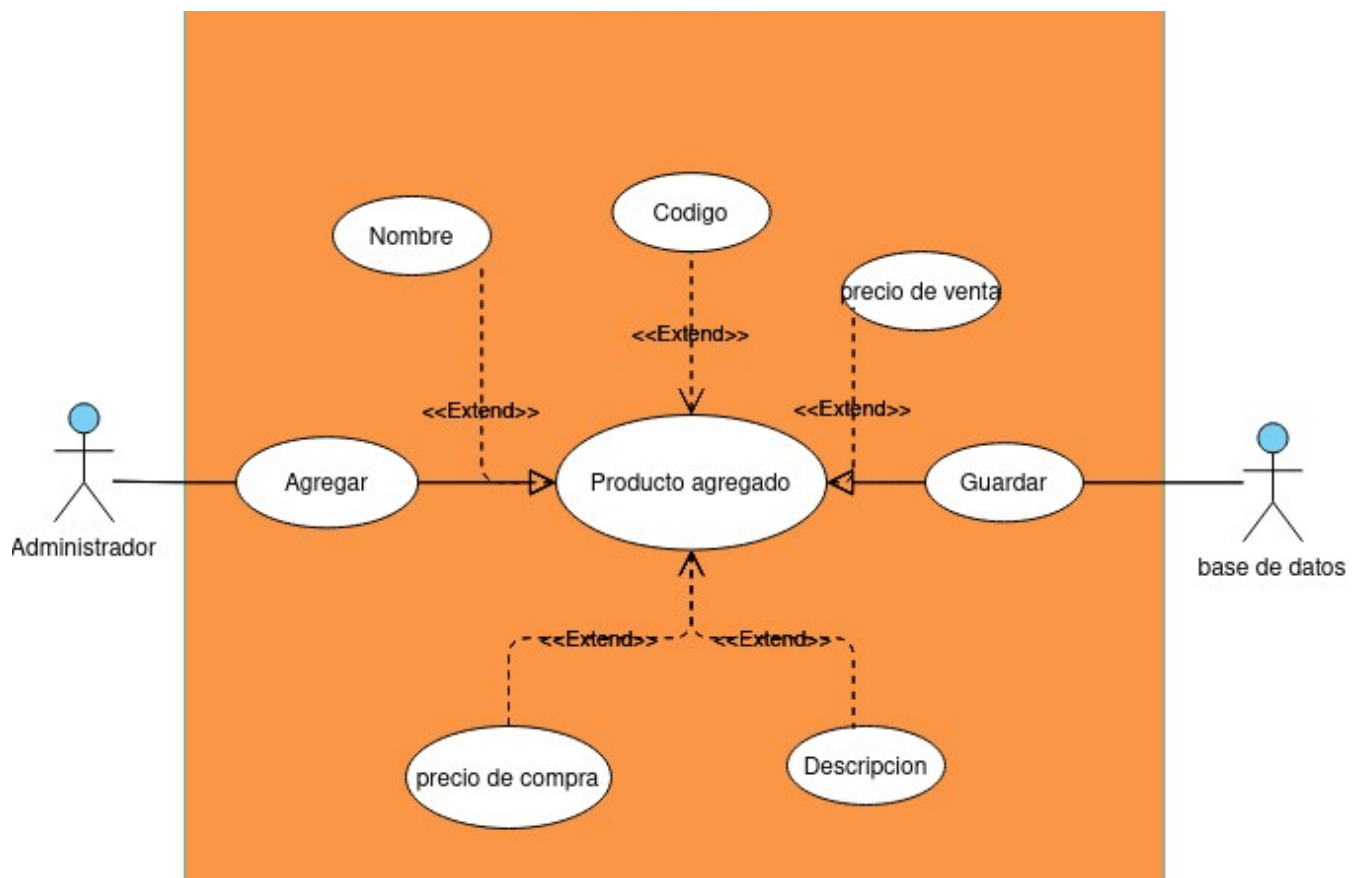 Codigo
Nombre
precio de venta
<<Extend>>
<<Extend>>
<<Extend>>
Agregar
Producto agregado
Guardar
Administrador
base de datos
<<Extend>>
<<Extend>>
precio de compra
Descripcion